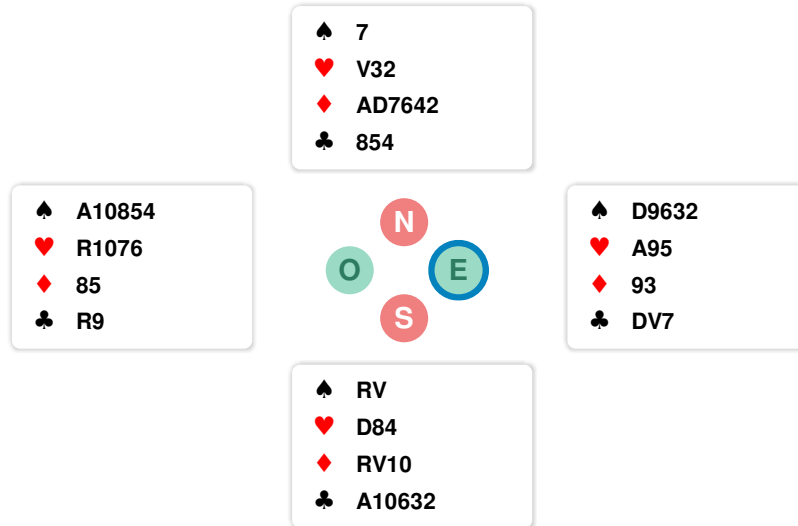 ♠ 7
♥ V32
♦ AD7642
♣ 854
♠ A10854
♥ R1076
♦ 85
♣ R9
N
O E
S
♠ D9632
♥ A95
♦ 93
♣ DV7
♠ RV
♥ D84
♦ RV10
♣ A10632